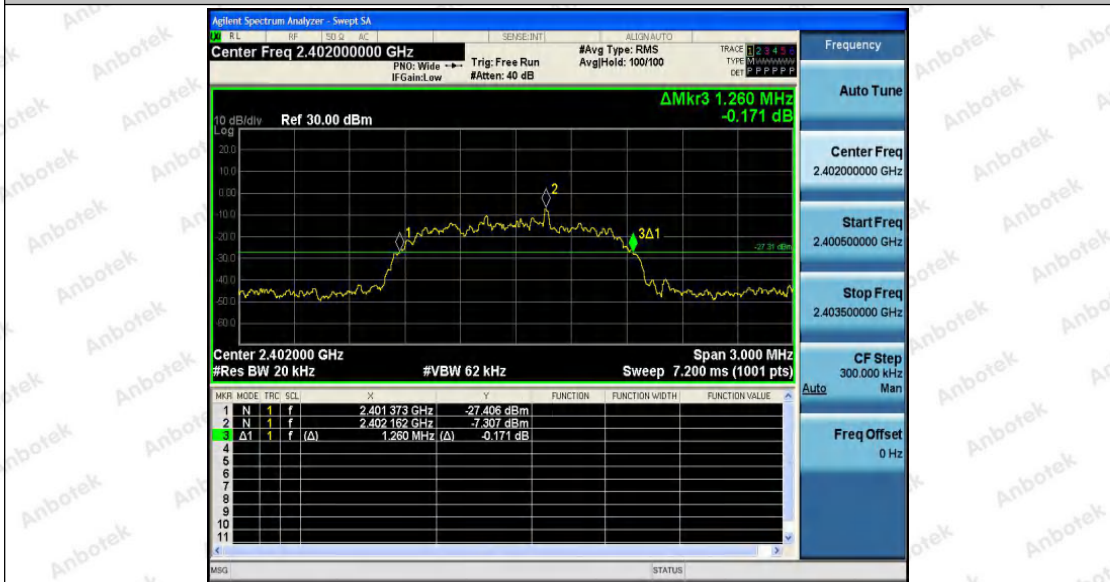 Agilent Spectrum Analyzer - Swept SA
RL RF 50 Ω AC SENSE:INT ALIGNAUTO
Center Freq 2.402000000 GHz
PNO: Wide
IFGain:Low
Trig: Free Run
#Atten: 40 dB
#Avg Type: RMS
Avg|Hold: 100/100
TRACE 1 2 3 4 5 6
TYPE M
DET P P P P P P
ΔMkr3 1.260 MHz
-0.171 dB
10 dB/div Ref 30.00 dBm
Log
20.0
10.0
0.00
-10.0
-20.0
-30.0
-40.0
-50.0
-60.0
1
2
3Δ1
-27.31 dBm
Center 2.402000 GHz Span 3.000 MHz
#Res BW 20 kHz #VBW 62 kHz Sweep 7.200 ms (1001 pts)
MKR MODE TRC SCL X Y FUNCTION FUNCTION WIDTH FUNCTION VALUE
1 N 1 f 2.401 373 GHz -27.406 dBm
2 N 1 f 2.402 162 GHz -7.307 dBm
3 Δ1 1 f (Δ) 1.260 MHz (Δ) -0.171 dB
4
5
6
7
8
9
10
11
MSG STATUS
Frequency
Auto Tune
Center Freq
2.402000000 GHz
Start Freq
2.400500000 GHz
Stop Freq
2.403500000 GHz
CF Step
300.000 kHz
Auto Man
Freq Offset
0 Hz
Anbotek